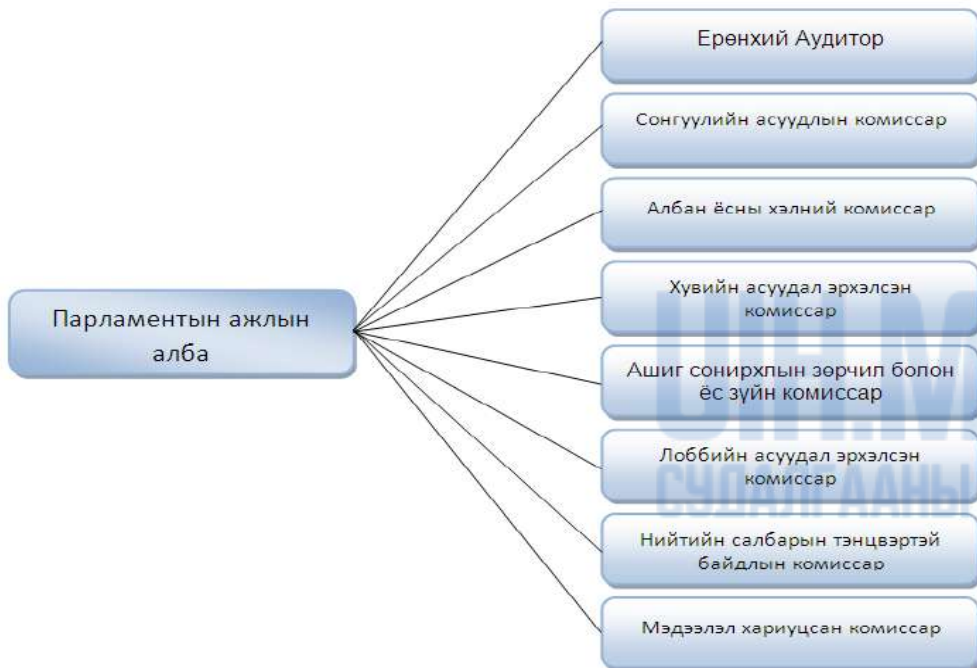 Ерөнхий Аудитор
Сонгуулийн асуудлын комиссар
Албан ёсны хэлний комиссар
Хувийн асуудал эрхэлсэн
комиссар
Парламентын ажлын
алба
Ашиг сонирхлын зөрчил болон
ёс зүйн комиссар
Лоббийн асуудал эрхэлсэн
комиссар
Нийтийн салбарын тэнцвэртэй
байдлын комиссар
Мэдээлэл хариуцсан комиссар
СУДАЛГААНЫ